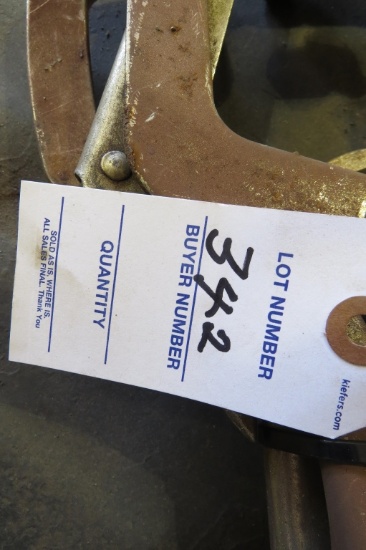 kiefers.com
LOT NUMBER
342
BUYER NUMBER
QUANTITY
SOLD AS IS, WHERE IS.
ALL SALES FINAL. Thank You